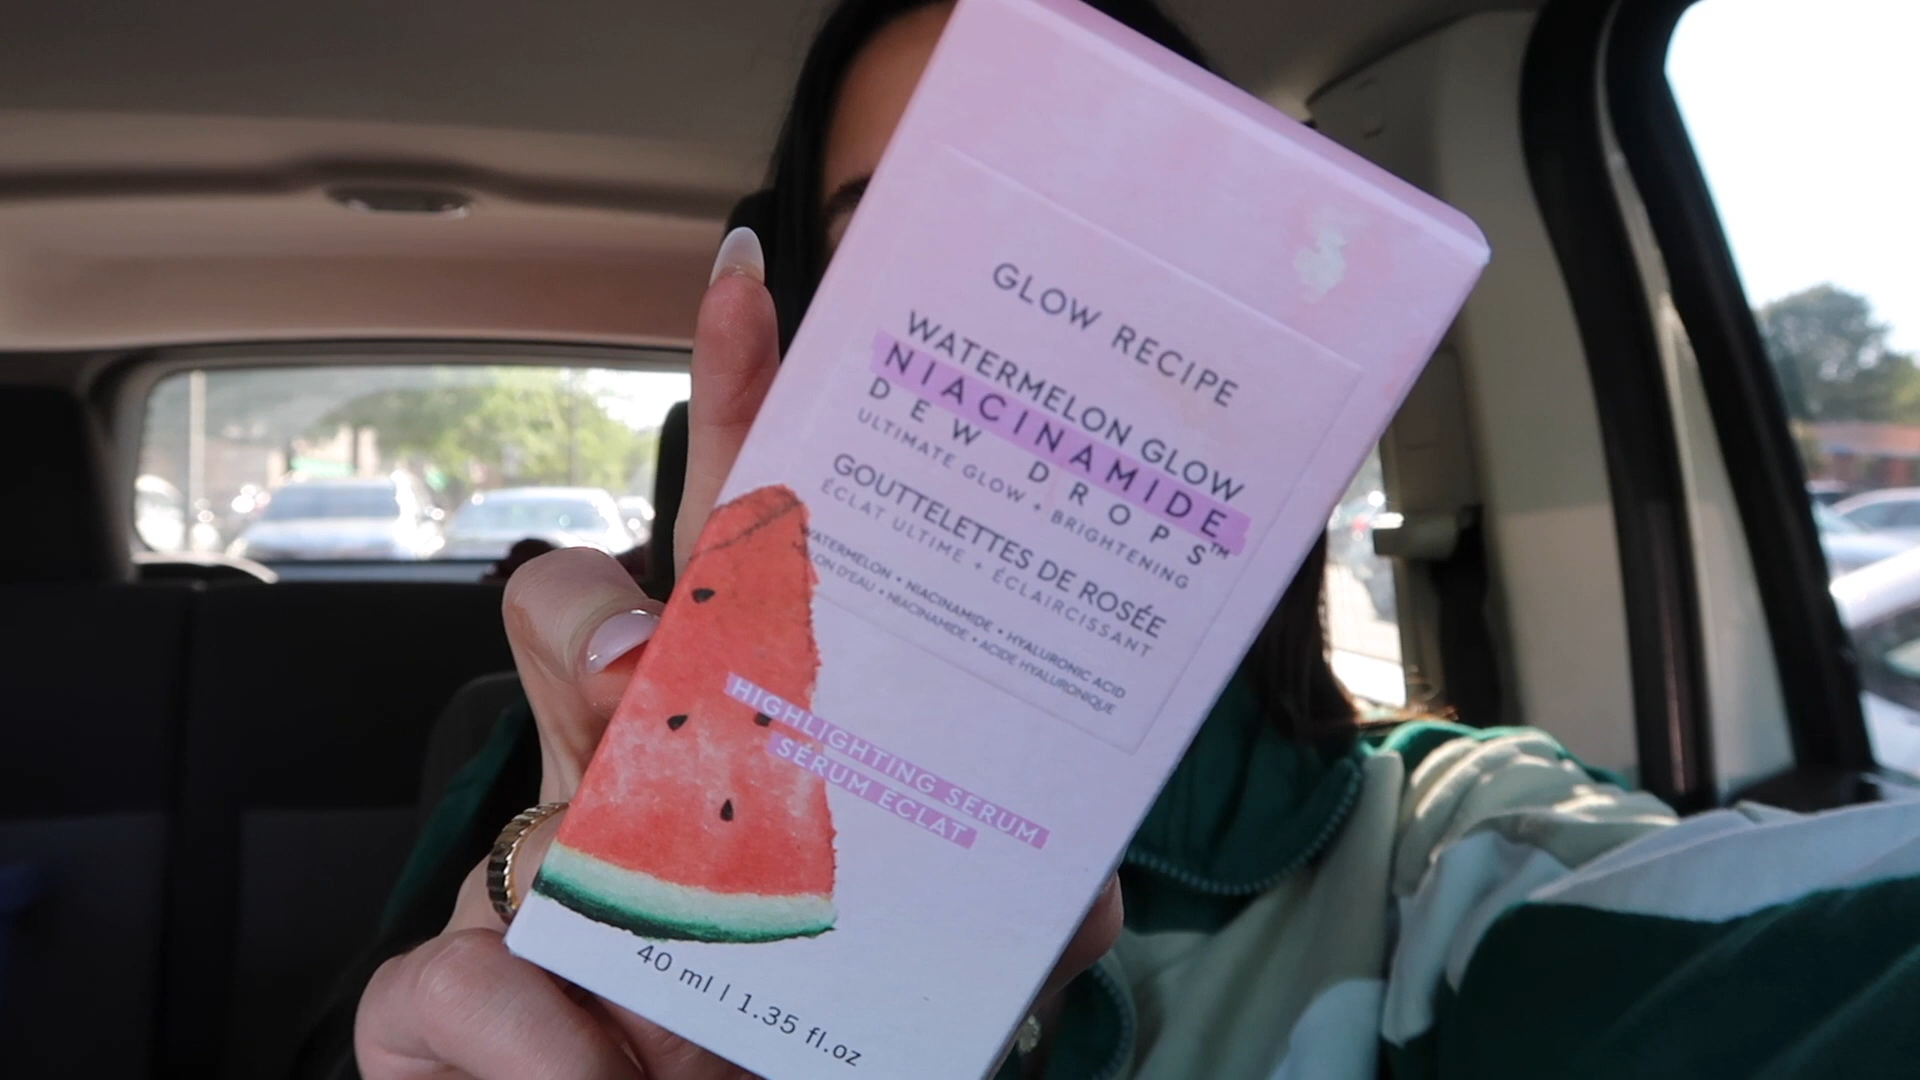 GLOW RECIPE
WATERMELON GLOW
NIACINAMIDE
DEW DROPS™
ULTIMATE GLOW + BRIGHTENING
GOUTTELETTES DE ROSÉE
ÉCLAT ULTIME + ÉCLAIRCISSANT
WATERMELON • NIACINAMIDE • HYALURONIC ACID
D'EAU • NIACINAMIDE • ACIDE HYALURONIQUE
HIGHLIGHTING SERUM
SÉRUM ECLAT
40 ml | 1.35 fl.oz